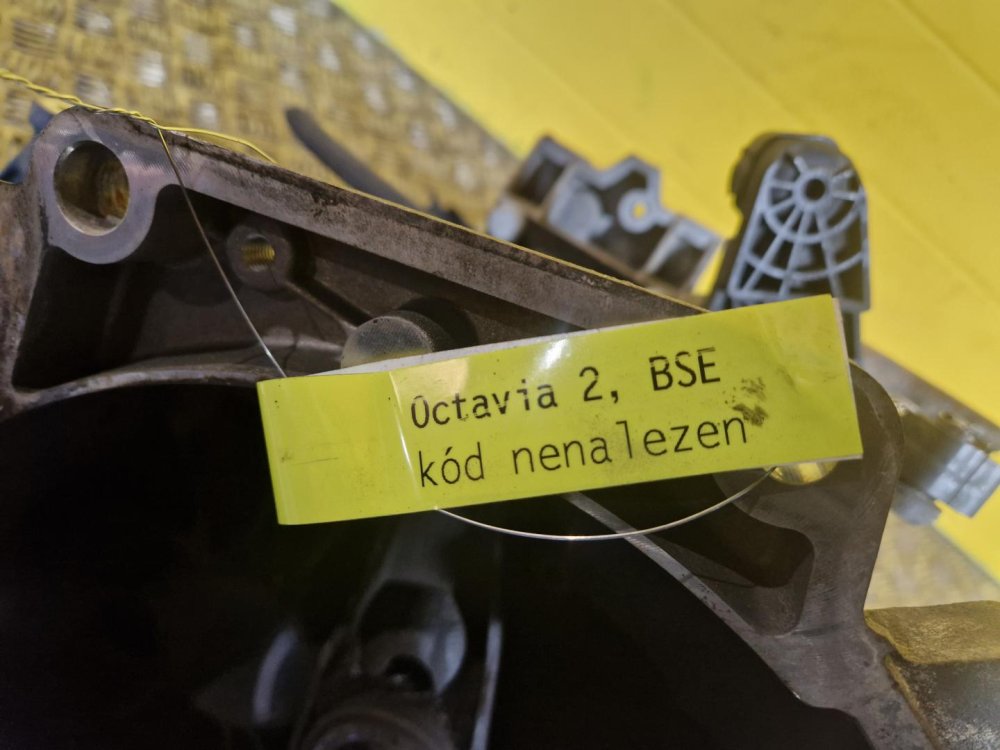 Octavia 2, BSE
kód nenalezen